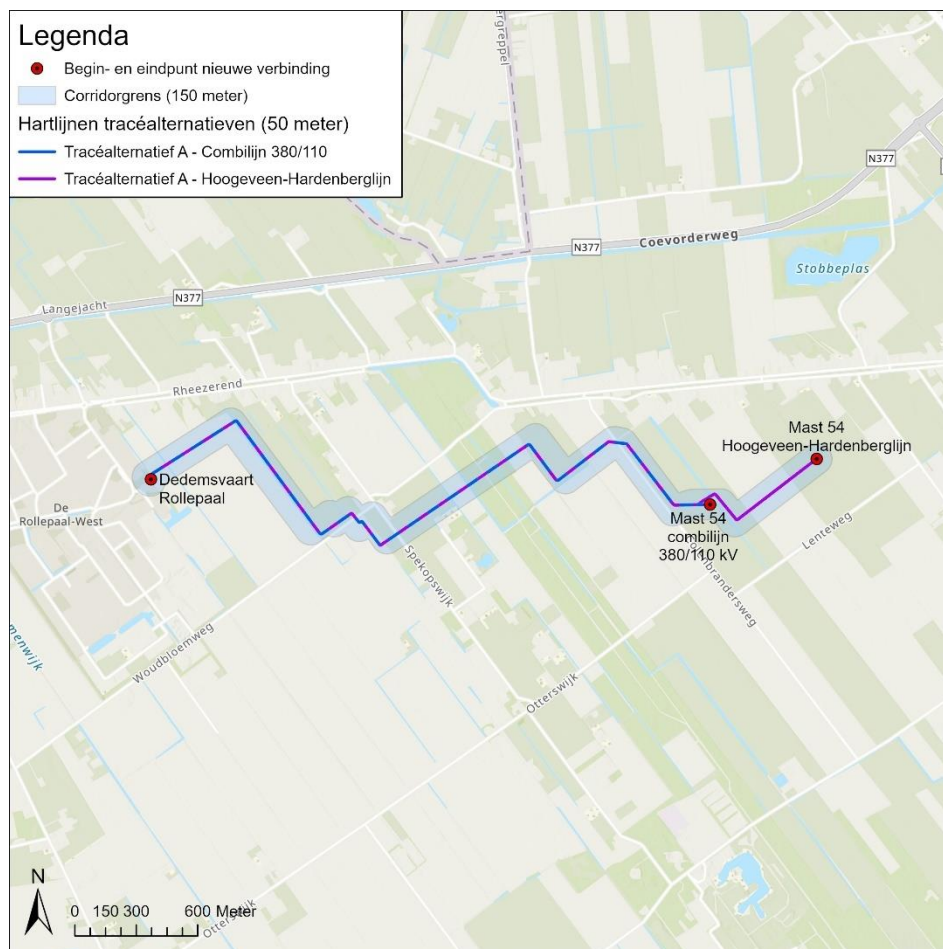 Legenda
Begin- en eindpunt nieuwe verbinding
Corridorgrens (150 meter)
Hartlijnen tracéalternatieven (50 meter)
Tracéalternatief A - Combilijn 380/110
Tracéalternatief A - Hoogeveen-Hardenberglijn
N377
N377
Coevorderweg
Stobbeplas
N377
Langejacht
Rheezerend
Mast 54
Hoogeveen-Hardenberglijn
Dedemsvaart
Rollepaal
De
Rollepaal-West
Mast 54
combilijn
380/110 kV
Lenteweg
Spekopswijk
Woudbloemweg
Otterswijk
N
0 150 300 600 Meter
Otterswijk